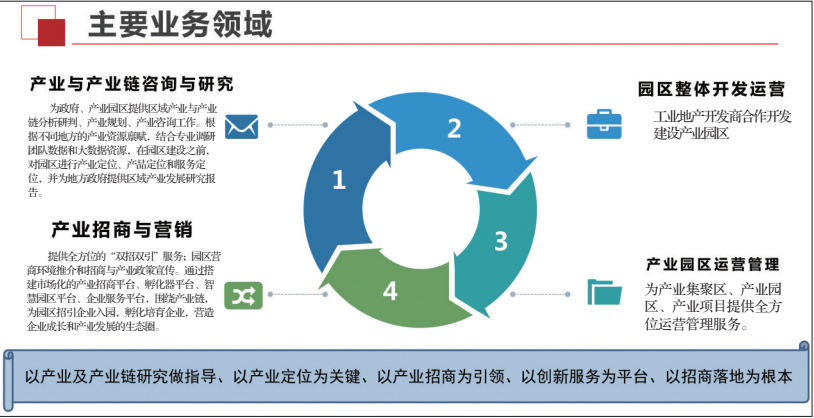 主要业务领域
产业与产业链咨询与研究
为政府、产业园区提供区域产业与产业
链分析研判、产业规划、产业咨询工作。根
据不同地方的产业资源禀赋，结合专业调研
团队数据和大数据资源，在园区建设之前，
对园区进行产业定位、产品定位和服务定
位，并为地方政府提供区域产业发展研究报
告。
产业招商与营销
提供全方位的“双招双引”服务；园区营
商环境推介和招商与产业政策宣传。通过搭
建市场化的产业招商平台、孵化器平台、智
慧园区平台、企业服务平台，围绕产业链，
为园区招引企业入园，孵化培育企业，营造
企业成长和产业发展的生态圈。
1
2
3
4
园区整体开发运营
工业地产开发商合作开发
建设产业园区
产业园区运营管理
为产业集聚区、产业园
区、产业项目提供全方
位运营管理服务。
以产业及产业链研究做指导、以产业定位为关键、以产业招商为引领、以创新服务为平台、以招商落地为根本